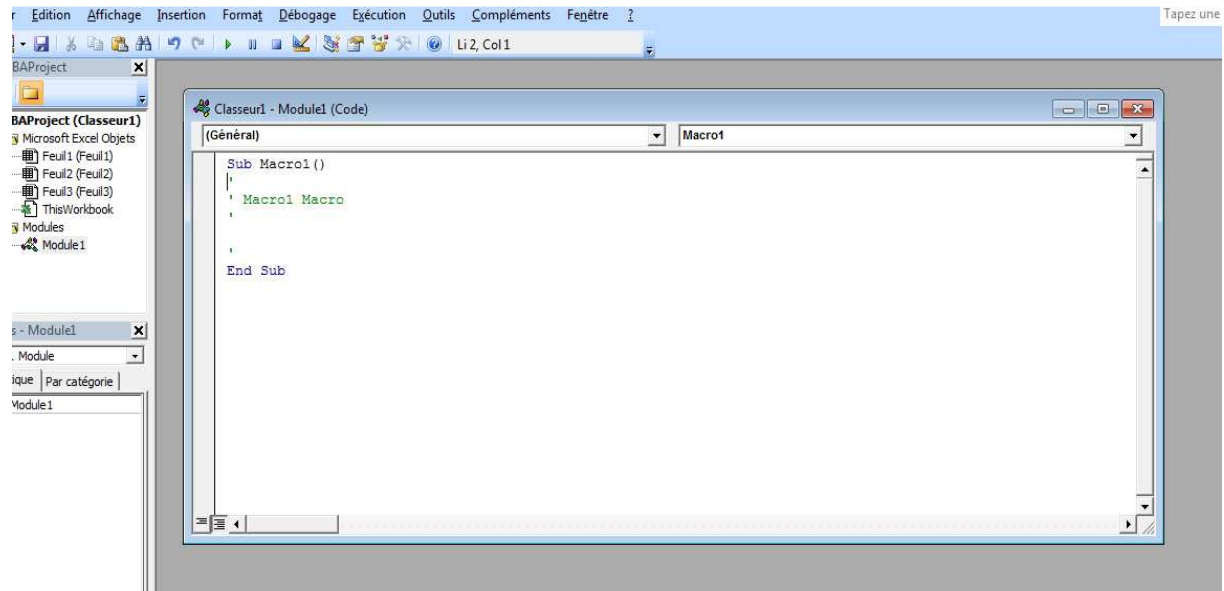 Edition Affichage Insertion Format Débogage Exécution Outils Compléments Fenêtre ?
Tapez une
Li 2, Col 1
BAProject
BAProject (Classeur1)
Microsoft Excel Objets
Feuil1 (Feuil1)
Feuil2 (Feuil2)
Feuil3 (Feuil3)
ThisWorkbook
Modules
Module1
s - Module1
Module
ique Par catégorie
Module1
Classeur1 - Module1 (Code)
(Général) Macro1
Sub Macro1()
'
' Macro1 Macro
'
'
End Sub